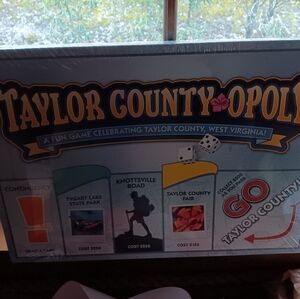 TAYLOR COUNTY OPOLY
A FUN GAME CELEBRATING TAYLOR COUNTY, WEST VIRGINIA!
CONTINGENCY
TYGART LAKE
STATE PARK
KNOTTSVILLE
ROAD
TAYLOR COUNTY
FAIR
GO
TAYLOR COUNTY!